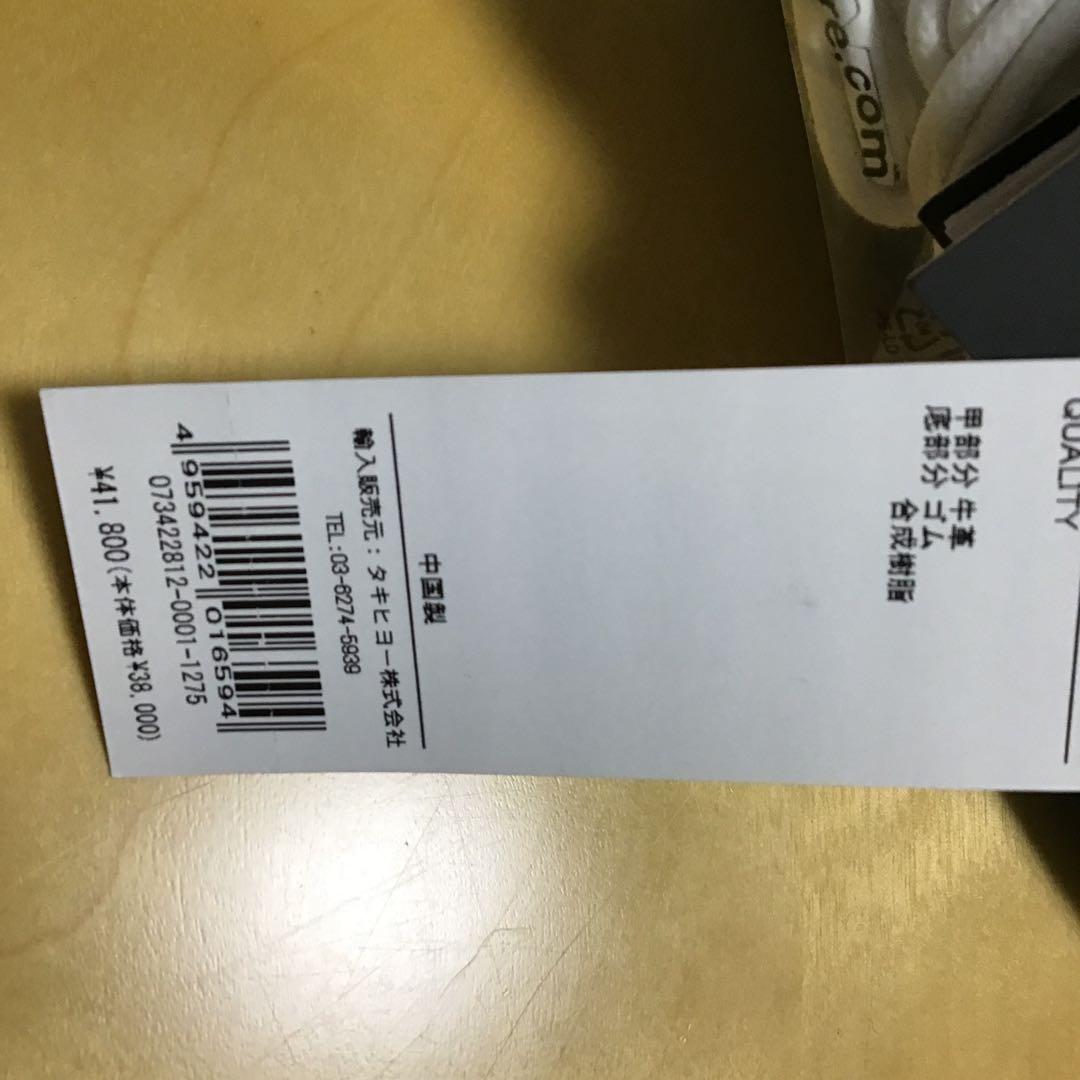 re.com
QUALITY
甲部分 牛革
底部分 ゴム
合成樹脂
中国製
輸入販売元：タキヒヨー株式会社
TEL:03-6274-5939
4 959422 016594
073422812-0001-1275
¥41,800(本体価格¥38,000)